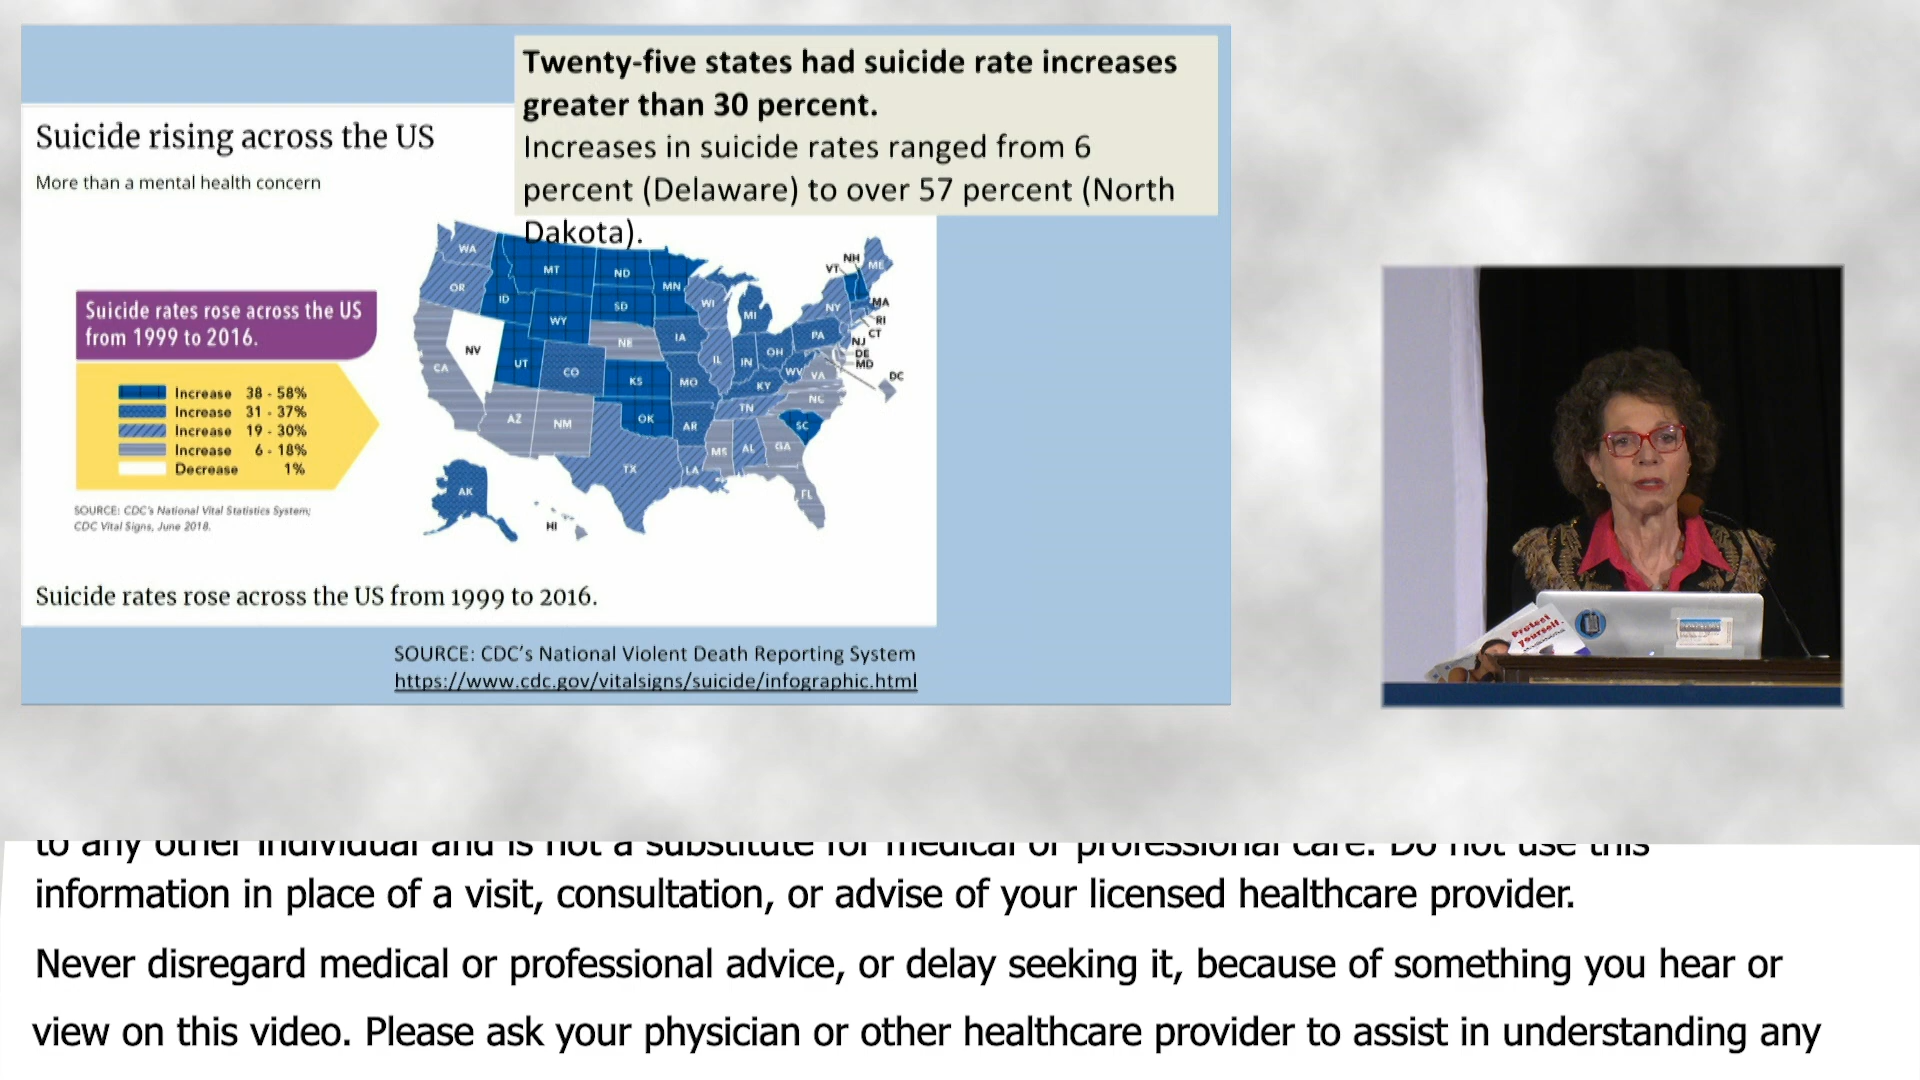 Twenty-five states had suicide rate increases
greater than 30 percent.
Increases in suicide rates ranged from 6
percent (Delaware) to over 57 percent (North
Dakota).
Suicide rising across the US
More than a mental health concern
Suicide rates rose across the US
from 1999 to 2016.
Increase 38 - 58%
Increase 31 - 37%
Increase 19 - 30%
Increase 6 - 18%
Decrease 1%
SOURCE: CDC's National Vital Statistics System;
CDC Vital Signs, June 2018.
WA
OR
CA
NV
ID
MT
WY
UT
AZ
CO
NM
ND
SD
NE
KS
OK
TX
MN
IA
MO
AR
LA
WI
IL
MI
IN
OH
KY
TN
MS
AL
GA
FL
SC
NC
VA
WV
PA
NY
VT
NH
ME
MA
RI
CT
NJ
DE
MD
DC
AK
HI
Suicide rates rose across the US from 1999 to 2016.
SOURCE: CDC's National Violent Death Reporting System
https://www.cdc.gov/vitalsigns/suicide/infographic.html
Protect
yourself.
to any other individual and is not a substitute for medical or professional care. Do not use this
information in place of a visit, consultation, or advise of your licensed healthcare provider.
Never disregard medical or professional advice, or delay seeking it, because of something you hear or
view on this video. Please ask your physician or other healthcare provider to assist in understanding any